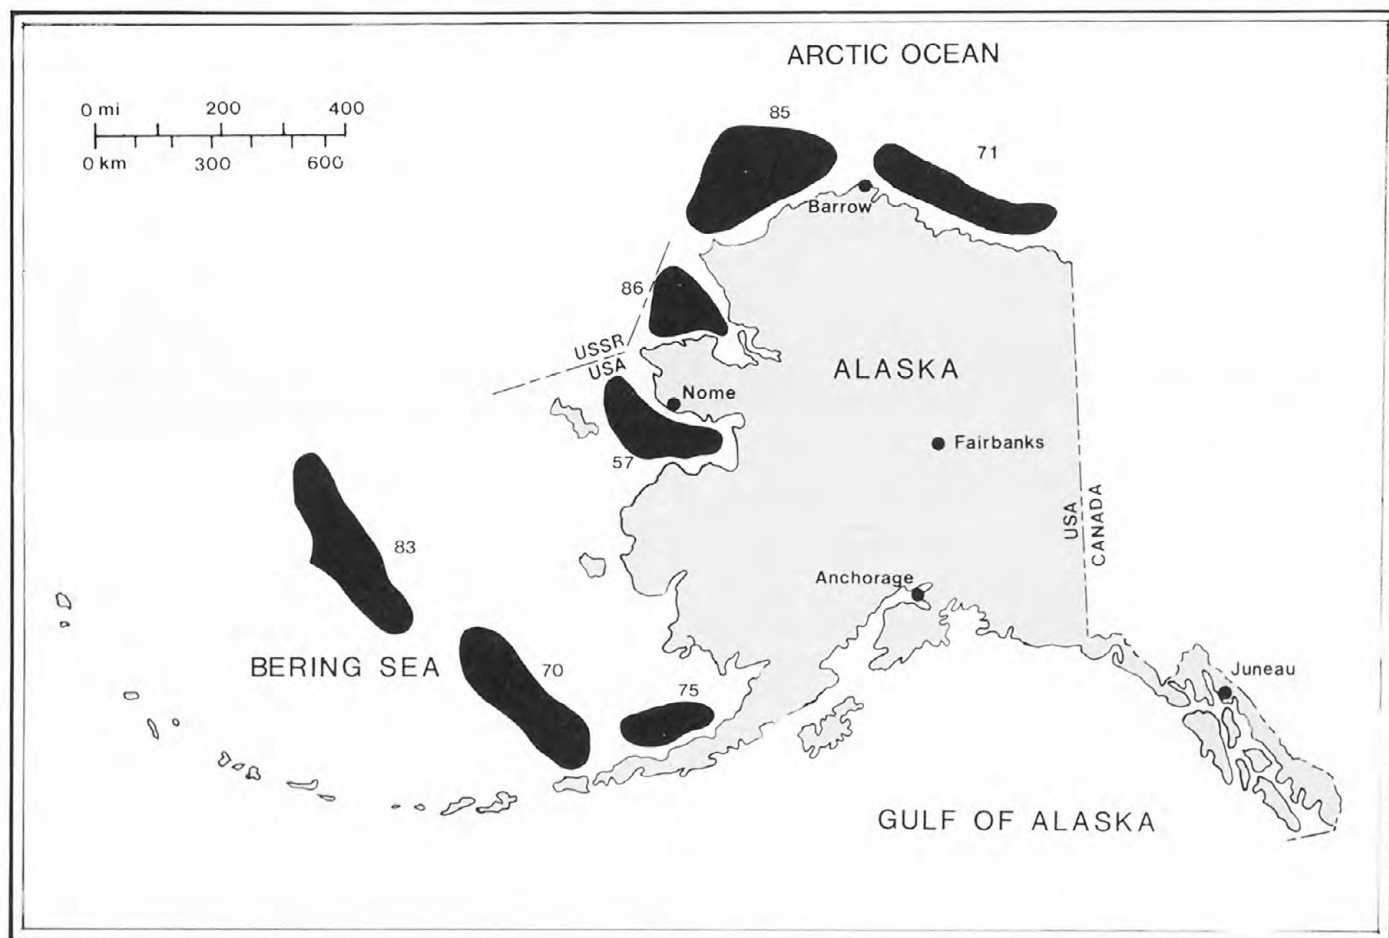 ARCTIC OCEAN
0 mi 200 400
0 km 300 600
85
71
Barrow
86
USSR
USA
ALASKA
Nome
Fairbanks
57
USA
CANADA
83
Anchorage
BERING SEA
70
75
Juneau
GULF OF ALASKA